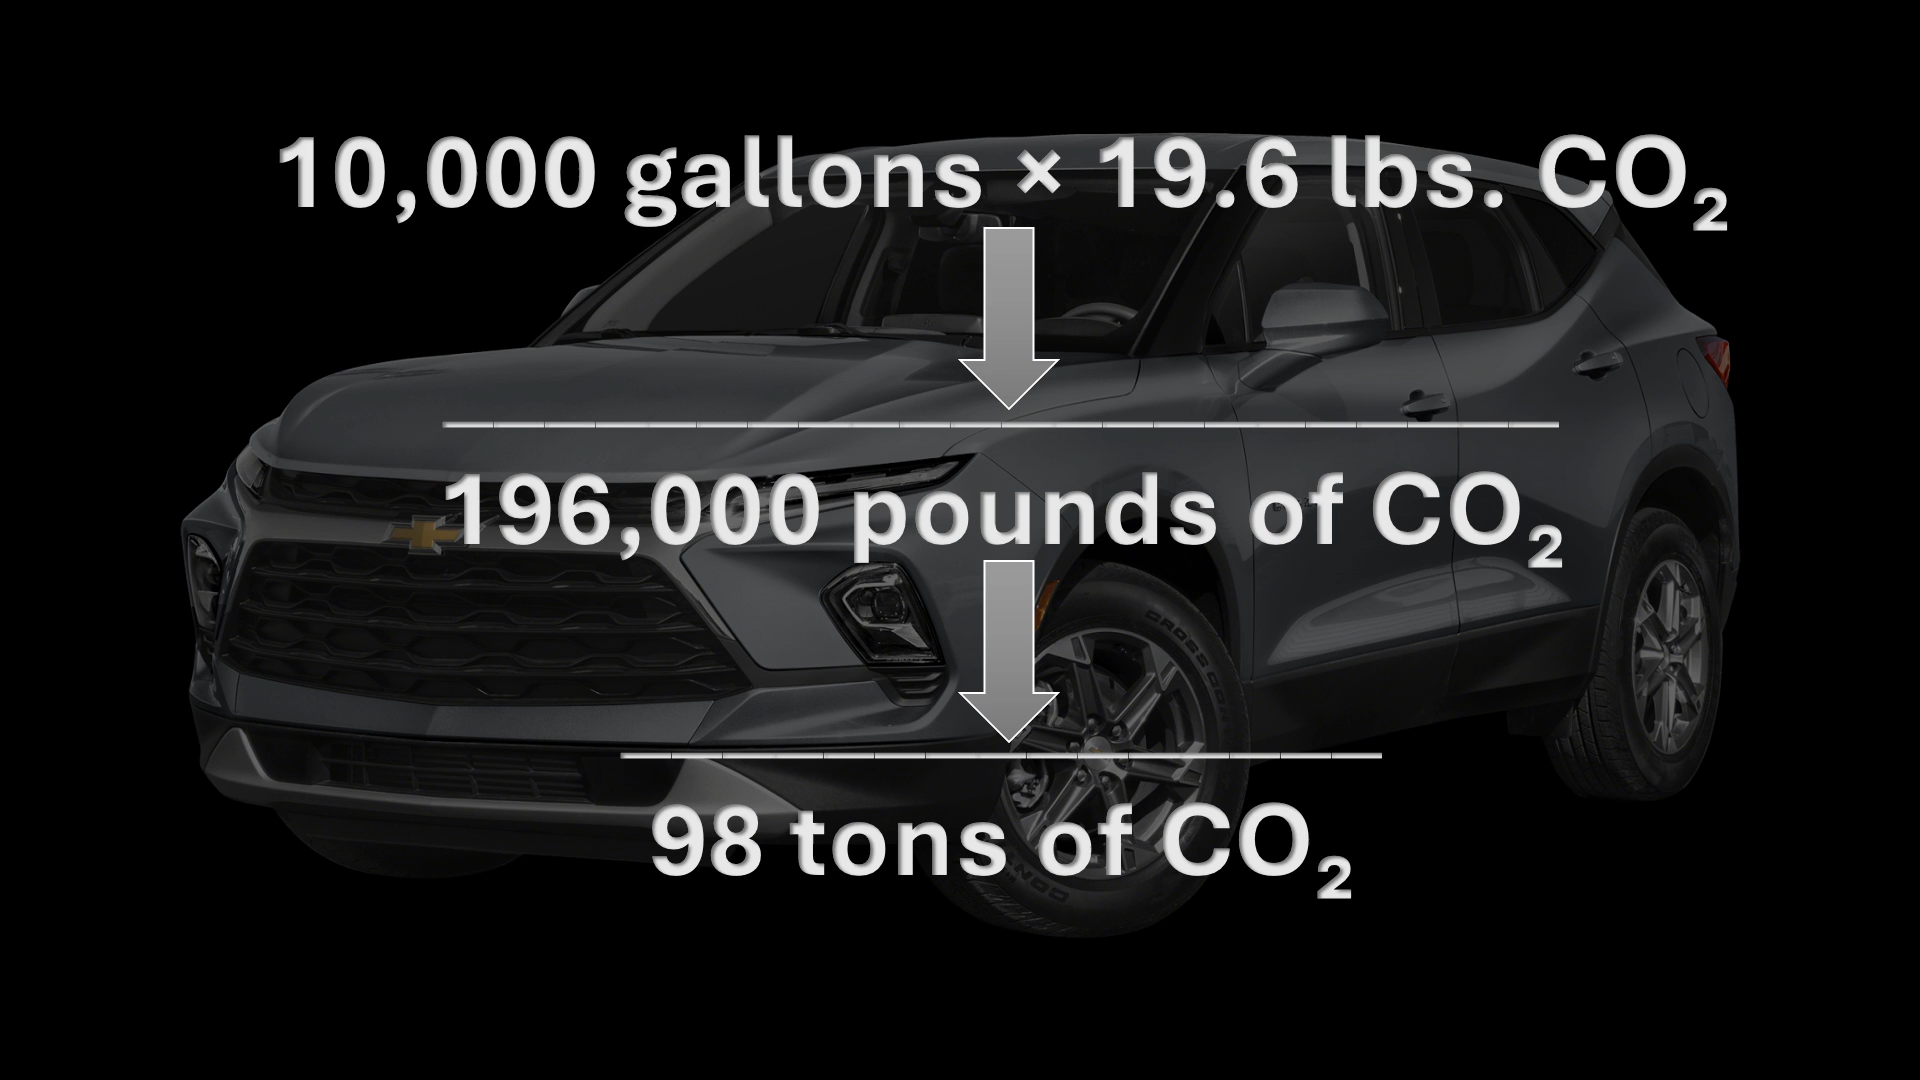 10,000 gallons × 19.6 lbs. CO₂
196,000 pounds of CO₂
98 tons of CO₂